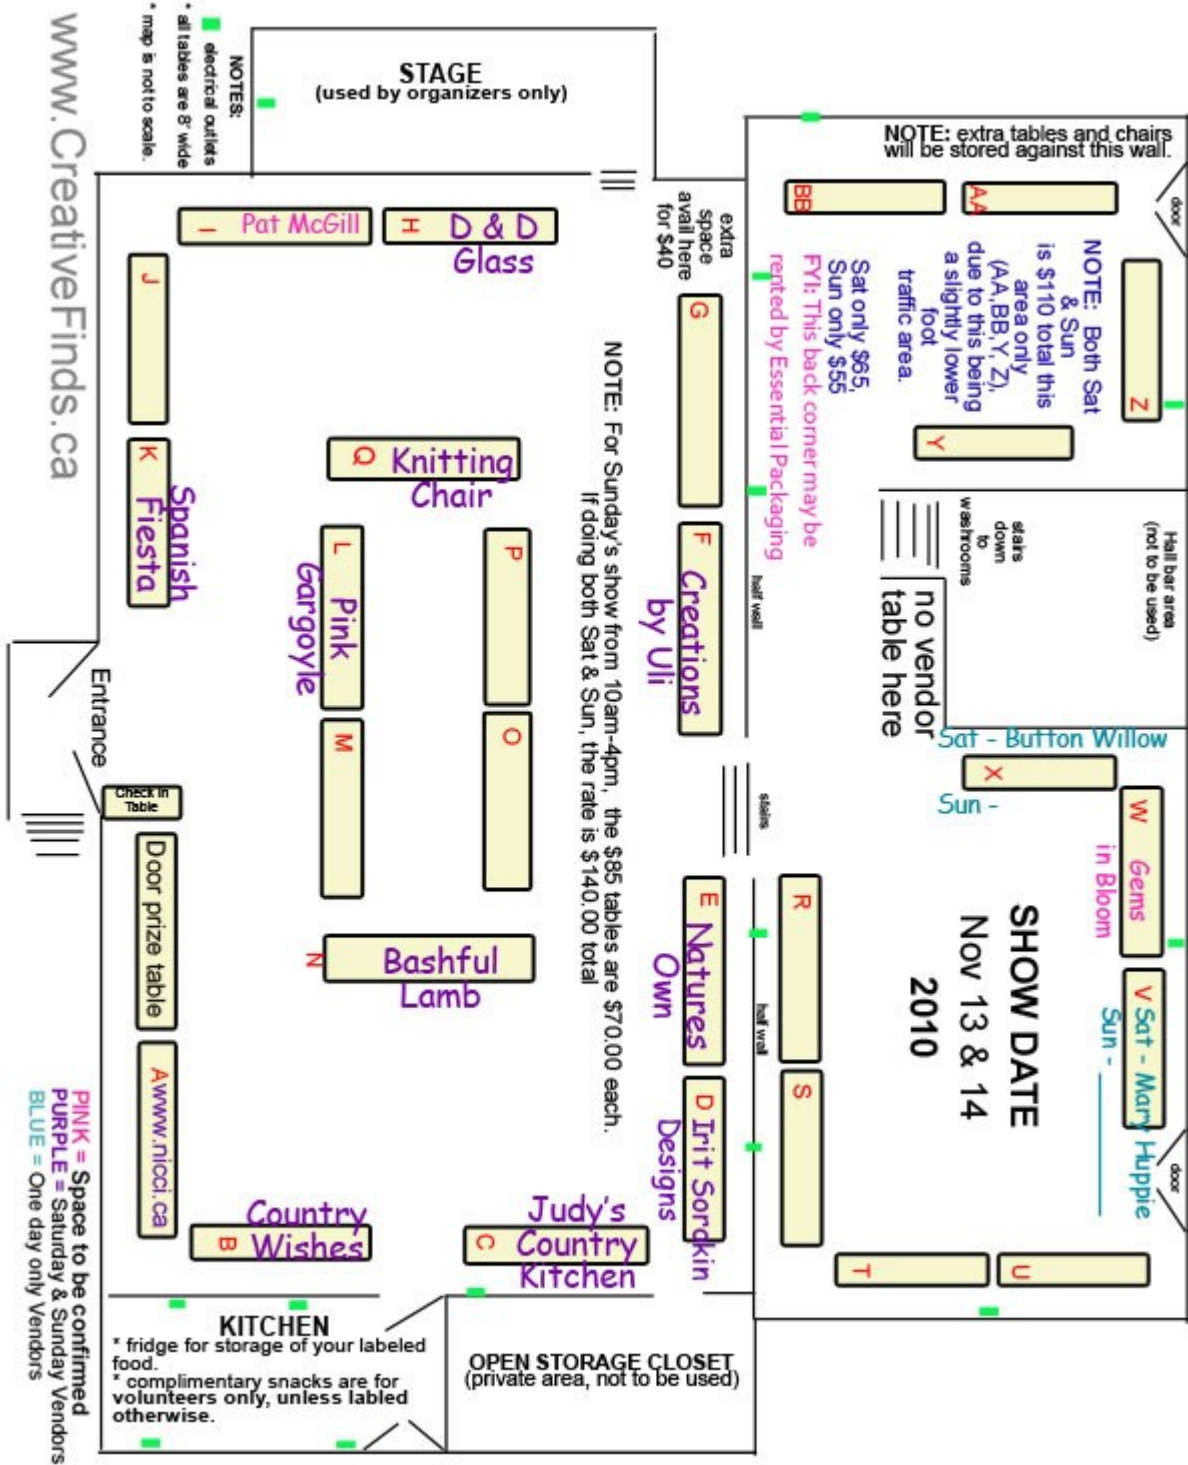 www.CreativeFinds.ca
NOTES:
electrical outlets
* all tables are 8' wide
* map is not to scale.
STAGE
(used by organizers only)
NOTE: extra tables and chairs
will be stored against this wall.
door
BB
AA
I Pat McGill
H D & D
Glass
extra
space
avail here
for $40
NOTE: Both Sat
& Sun
is $110 total this
area only
(AA,BB,Y, Z),
due to this being
a slightly lower
foot
traffic area.
Sat only $65,
Sun only $55
FYI: This back corner may be
rented by Essential Packaging
Z
Y
J
G
K Spanish
Fiesta
Q Knitting
Chair
NOTE: For Sunday's show from 10am-4pm, the $85 tables are $70.00 each.
If doing both Sat & Sun, the rate is $140.00 total
L Pink
Gargoyle
P
F Creations
by Uli
half wall
stairs
down
to
washrooms
Hall bar area
(not to be used)
no vendor
table here
Entrance
M
O
stairs
Sat - Button Willow
X
Sun -
W Gems
in Bloom
Check In
Table
Door prize table
N
Bashful
Lamb
E Natures
Own
half wall
R
SHOW DATE
Nov 13 & 14
2010
V Sat - Mary Huppie
Sun -
door
A www.nicci.ca
D Irit Sordkin
Designs
S
B Country
Wishes
C Judy's
Country
Kitchen
T
U
KITCHEN
* fridge for storage of your labeled
food.
* complimentary snacks are for
volunteers only, unless labled
otherwise.
OPEN STORAGE CLOSET
(private area, not to be used)
PINK = Space to be confirmed
PURPLE = Saturday & Sunday Vendors
BLUE = One day only Vendors